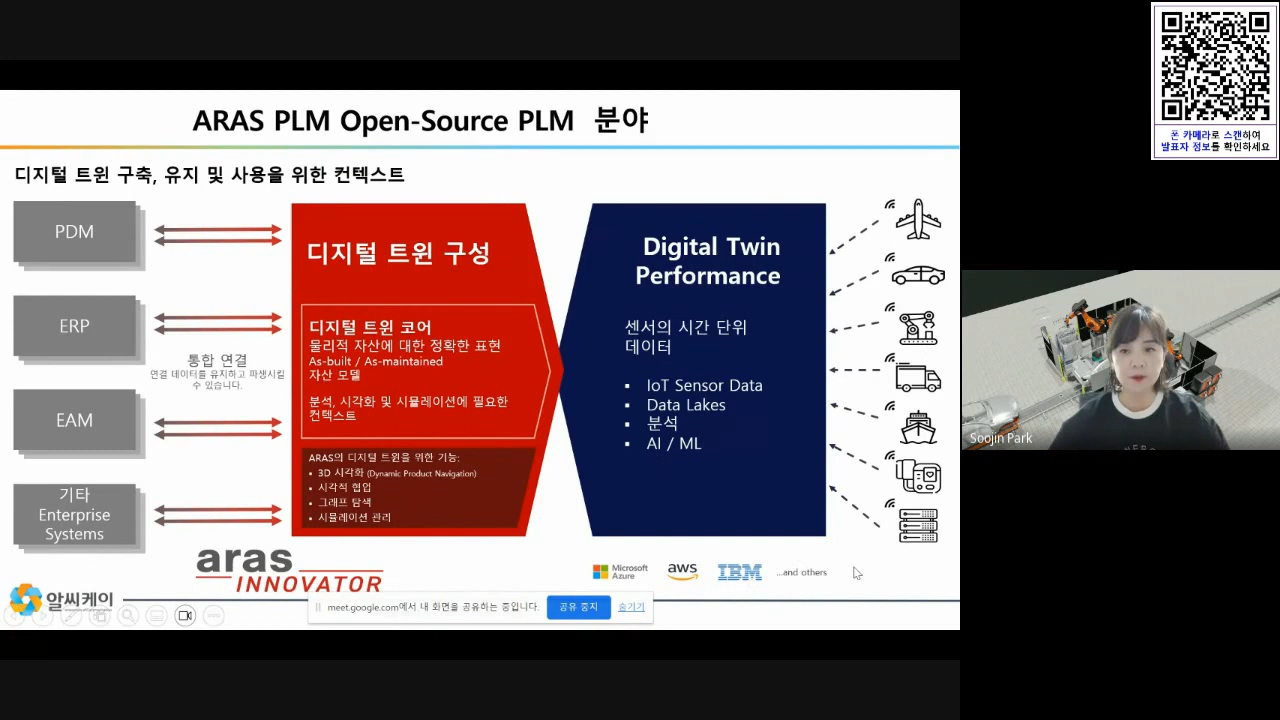 ARAS PLM Open-Source PLM 분야
디지털 트윈 구축, 유지 및 사용을 위한 컨텍스트
PDM
ERP
통합 연결
연결 데이터를 유지하고 파생시킬
수 있습니다.
EAM
기타
Enterprise
Systems
디지털 트윈 구성
디지털 트윈 코어
물리적 자산에 대한 정확한 표현
As-built / As-maintained
자산 모델
분석, 시각화 및 시뮬레이션에 필요한
컨텍스트
ARAS의 디지털 트윈을 위한 기능:
▪ 3D 시각화 (Dynamic Product Navigation)
▪ 시각적 협업
▪ 그래프 탐색
▪ 시뮬레이션 관리
Digital Twin
Performance
센서의 시간 단위
데이터
▪ IoT Sensor Data
▪ Data Lakes
▪ 분석
▪ AI / ML
aras
INNOVATOR
Microsoft
Azure
aws
IBM
...and others
알씨케이
meet.google.com에서 내 화면을 공유하는 중입니다.
공유 중지
숨기기
폰 카메라로 스캔하여
발표자 정보를 확인하세요
Soojin Park